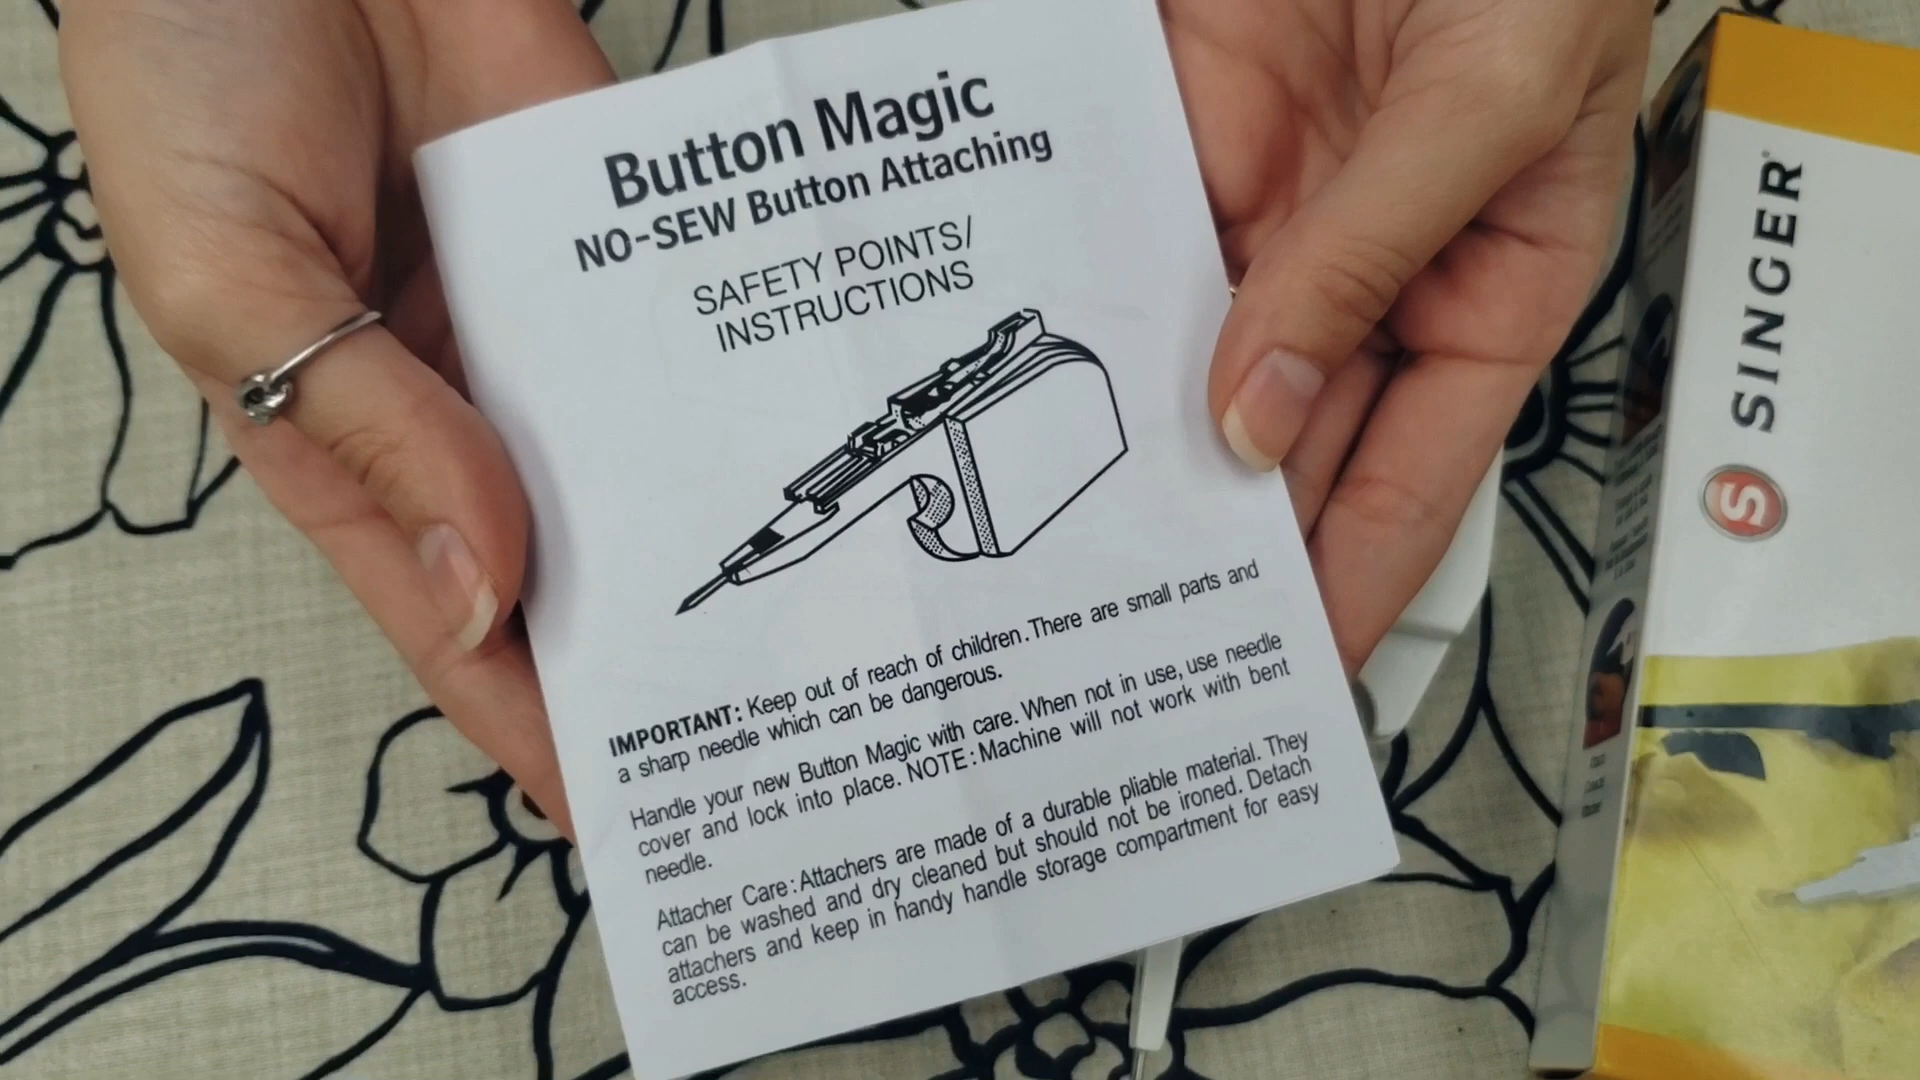 Button Magic
NO-SEW Button Attaching
SAFETY POINTS/
INSTRUCTIONS
IMPORTANT: Keep out of reach of children. There are small parts and
a sharp needle which can be dangerous.
Handle your new Button Magic with care. When not in use, use needle
cover and lock into place. NOTE: Machine will not work with bent
needle.
Attacher Care: Attachers are made of a durable pliable material. They
can be washed and dry cleaned but should not be ironed. Detach
attachers and keep in handy handle storage compartment for easy
access.
S SINGER